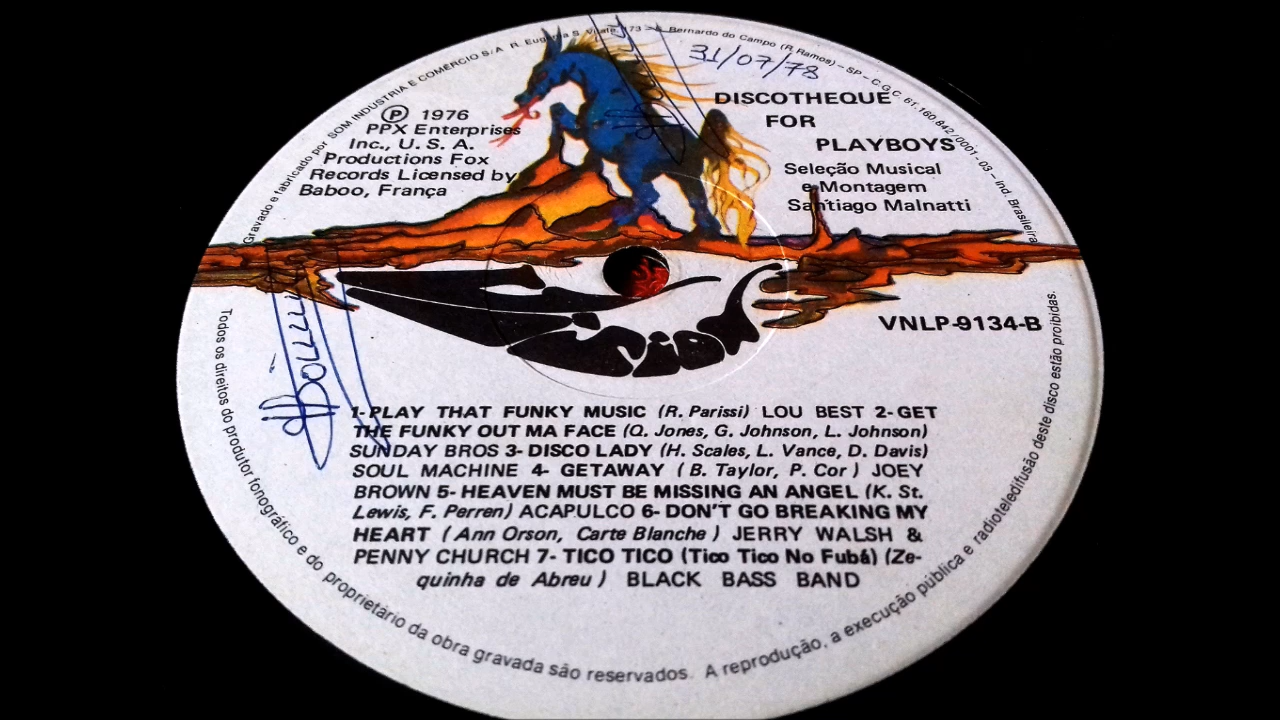 Gravado e fabricado por SOM INDUSTRIA E COMÉRCIO S/A R. Eugenia S. Vitale, 173 - S. Bernardo do Campo (R. Ramos) - SP - C.G.C. 61.160.842/0001-03 - Ind. Brasileira
31/07/78
Ⓟ 1976
PPX Enterprises
Inc., U. S. A.
Productions Fox
Records Licensed by
Baboo, França
DISCOTHEQUE
FOR
PLAYBOYS
Seleção Musical
e Montagem
Santiago Malnatti
VNLP-9134-B
1- PLAY THAT FUNKY MUSIC (R. Parissi) LOU BEST 2- GET
THE FUNKY OUT MA FACE (Q. Jones, G. Johnson, L. Johnson)
SUNDAY BROS 3- DISCO LADY (H. Scales, L. Vance, D. Davis)
SOUL MACHINE 4- GETAWAY ( B. Taylor, P. Cor ) JOEY
BROWN 5- HEAVEN MUST BE MISSING AN ANGEL (K. St.
Lewis, F. Perren) ACAPULCO 6- DON'T GO BREAKING MY
HEART ( Ann Orson, Carte Blanche ) JERRY WALSH &
PENNY CHURCH 7- TICO TICO (Tico Tico No Fubá) (Ze-
quinha de Abreu ) BLACK BASS BAND
Todos os direitos do produtor fonográfico e do proprietário da obra gravada são reservados. A reprodução, a execução pública e radioteledifusão deste disco estão proibidas.